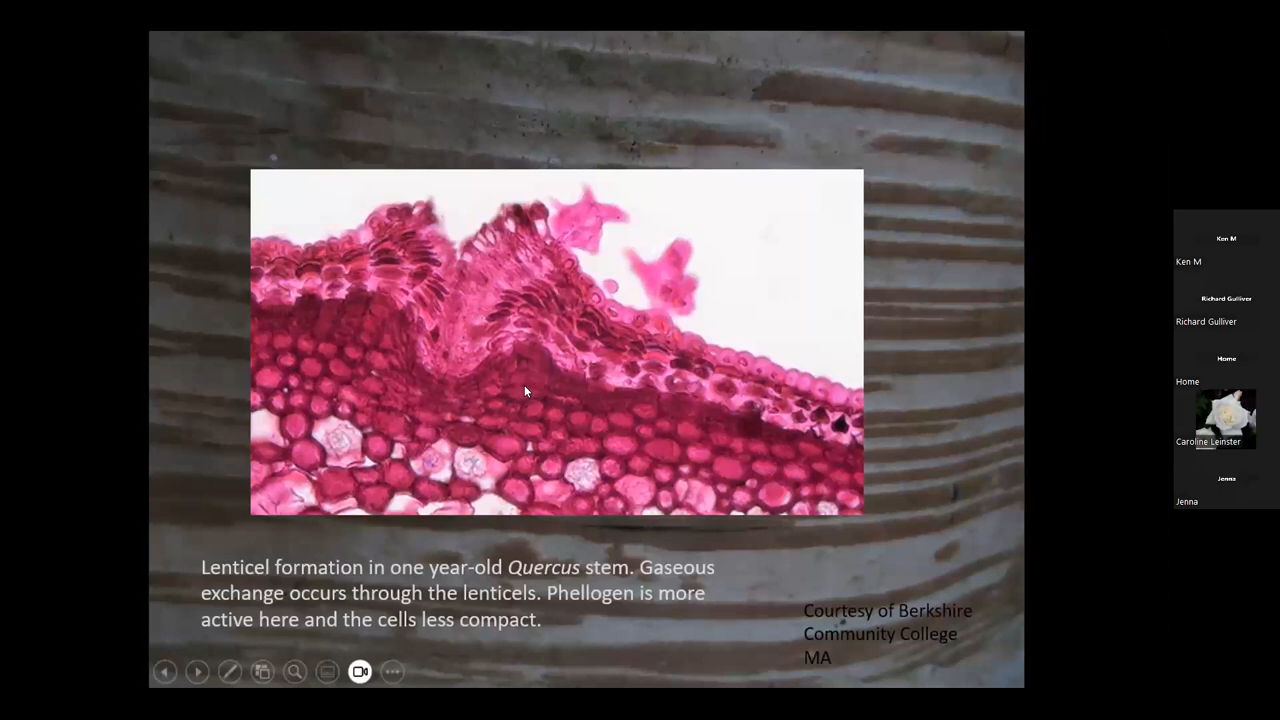 Lenticel formation in one year-old Quercus stem. Gaseous
exchange occurs through the lenticels. Phellogen is more
active here and the cells less compact.
Courtesy of Berkshire
Community College
MA
Ken M
Ken M
Richard Gulliver
Richard Gulliver
Home
Home
Caroline Leinster
Jenna
Jenna